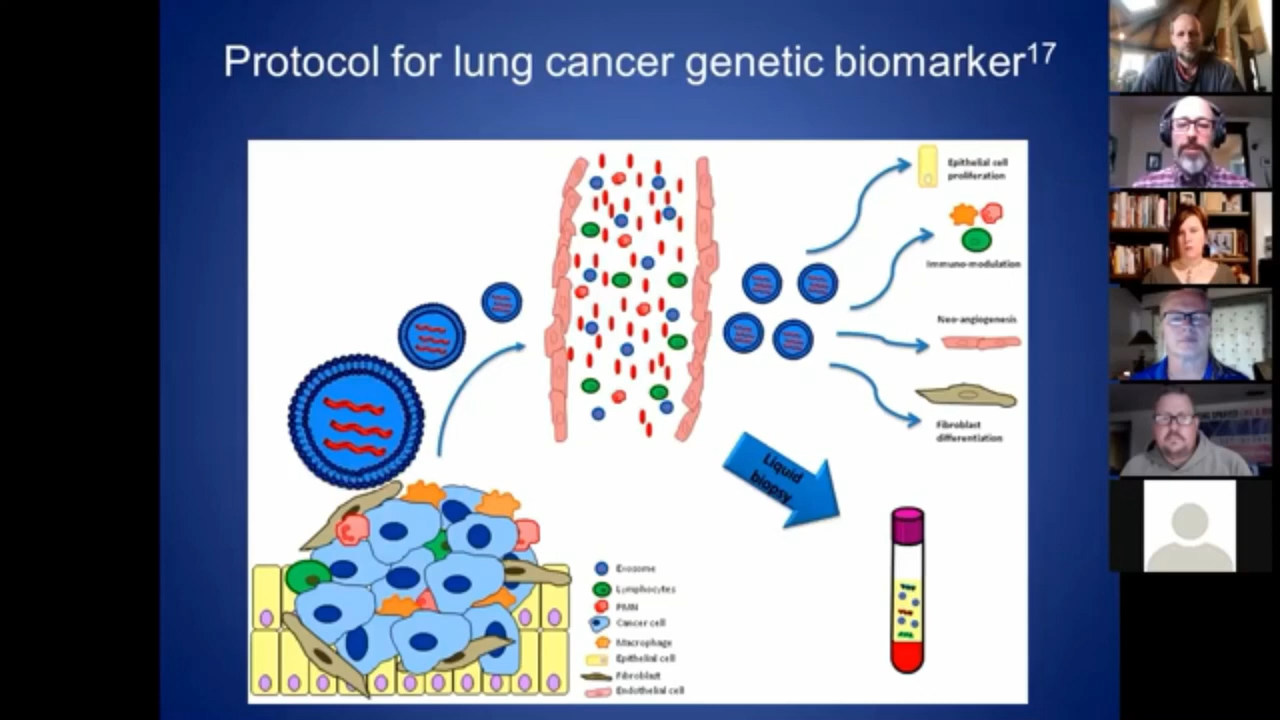 Protocol for lung cancer genetic biomarker17
Epithelial cell
proliferation
Immuno-modulation
Neo-angiogenesis
Fibroblast
differentiation
Liquid
biopsy
Exosome
Lymphocytes
PMN
Cancer cell
Macrophage
Epithelial cell
Fibroblast
Endothelial cell